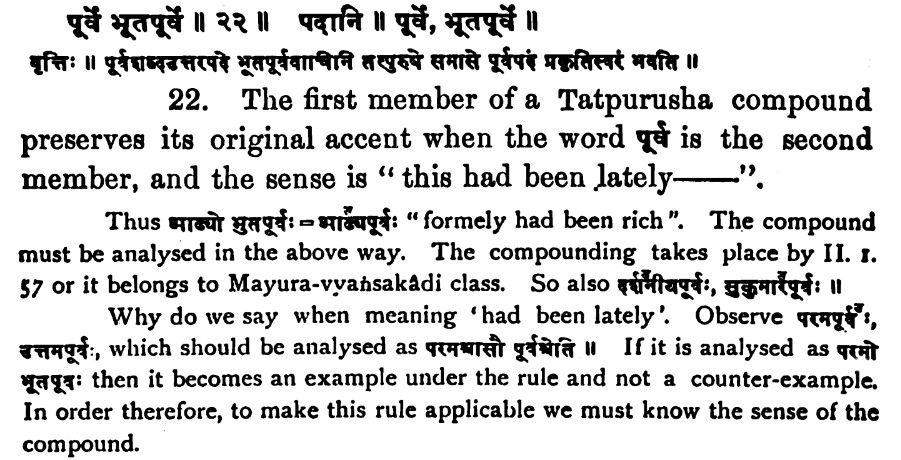 पूर्वे भूतपूर्वे ॥ २२ ॥ पदानि ॥ पूर्वे, भूतपूर्वे ॥
वृत्तिः ॥ पूर्वशब्दउत्तरपदे भूतपूर्ववाचिनि तत्पुरुषे समासे पूर्वपदं प्रकृतिस्वरं भवति ॥
22. The first member of a Tatpurusha compound
preserves its original accent when the word पूर्व is the second
member, and the sense is “this had been lately——”.
Thus आढ्यो भुतपूर्वः = आढ्यपूर्वः “formely had been rich”. The compound
must be analysed in the above way. The compounding takes place by II. 1.
57 or it belongs to Mayura-vyaṅsakâdi class. So also दर्शनीयपूर्वः, सुकुमारपूर्वः ॥
Why do we say when meaning ‘had been lately’. Observe परमपूर्वः,
उत्तमपूर्वः, which should be analysed as परमश्चासौ पूर्वश्चेति ॥ If it is analysed as परमो
भूतपूर्वः then it becomes an example under the rule and not a counter-example.
In order therefore, to make this rule applicable we must know the sense of the
compound.